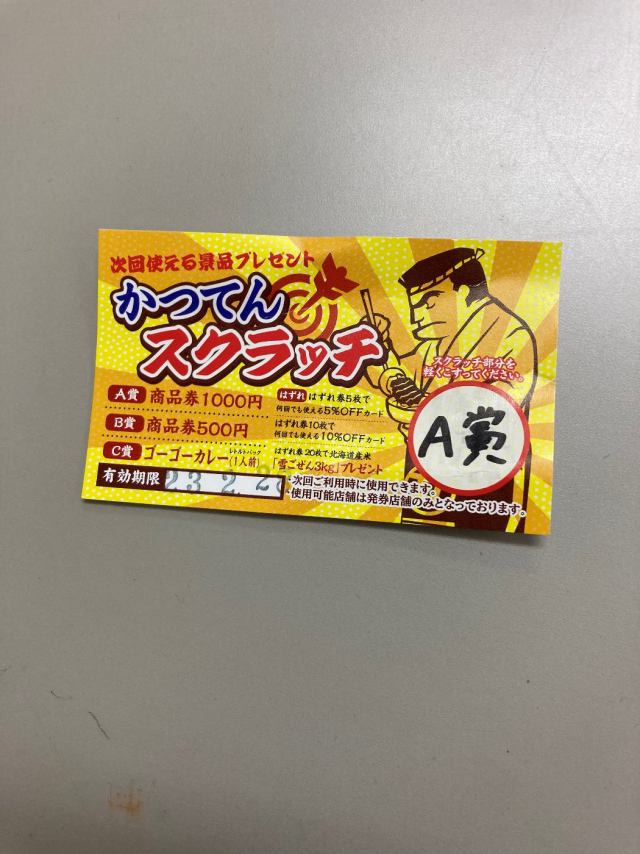 次回使える景品プレゼント
かつてん
スクラッチ
A賞 商品券1000円
B賞 商品券500円
C賞 ゴーゴーカレー レトルトパック (1人前)
はずれ はずれ券5枚で
何回でも使える5%OFFカード
はずれ券10枚で
何回でも使える10%OFFカード
はずれ券20枚で北海道産米
「雪ごぜん3kg」プレゼント
有効期限 23 2.2
・次回ご利用時に使用できます。
・使用可能店舗は発券店舗のみとなっております。
スクラッチ部分を
軽くこすってください。
A賞